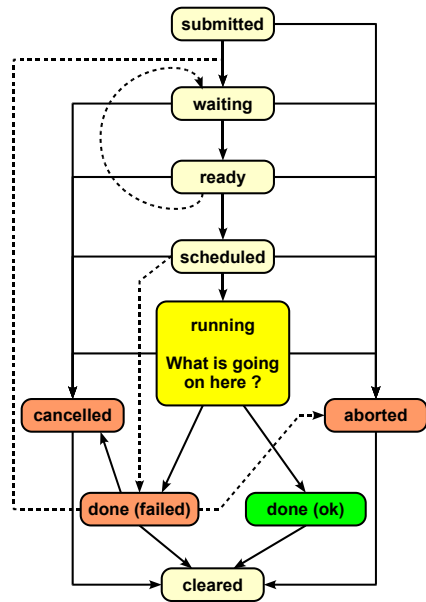 submitted
waiting
ready
scheduled
running
What is going
on here ?
cancelled
aborted
done (failed)
done (ok)
cleared